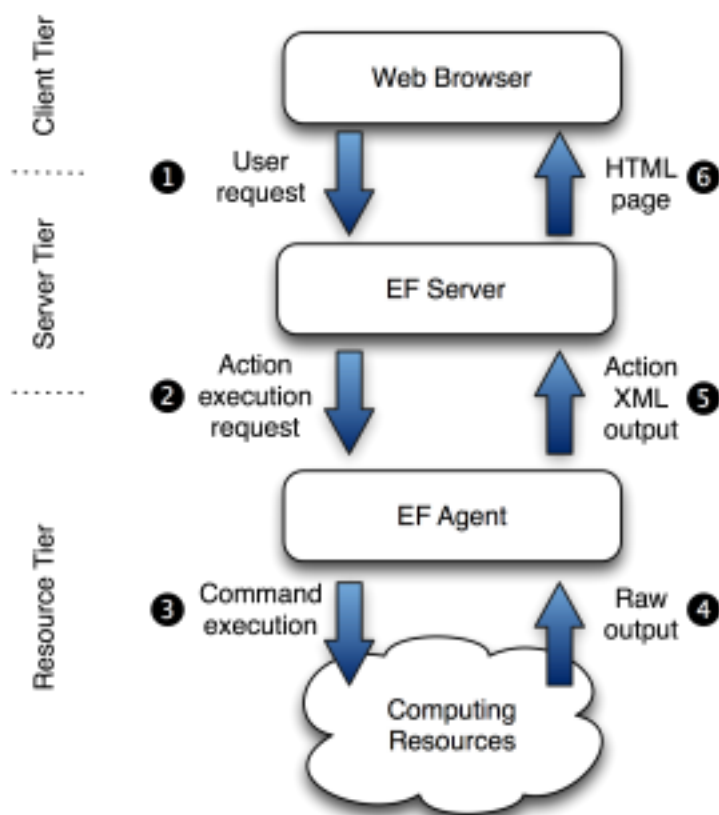 Client Tier
Web Browser
1
User
request
HTML
page
6
Server Tier
EF Server
2
Action
execution
request
Action
XML
output
5
EF Agent
Resource Tier
3
Command
execution
Raw
output
4
Computing
Resources